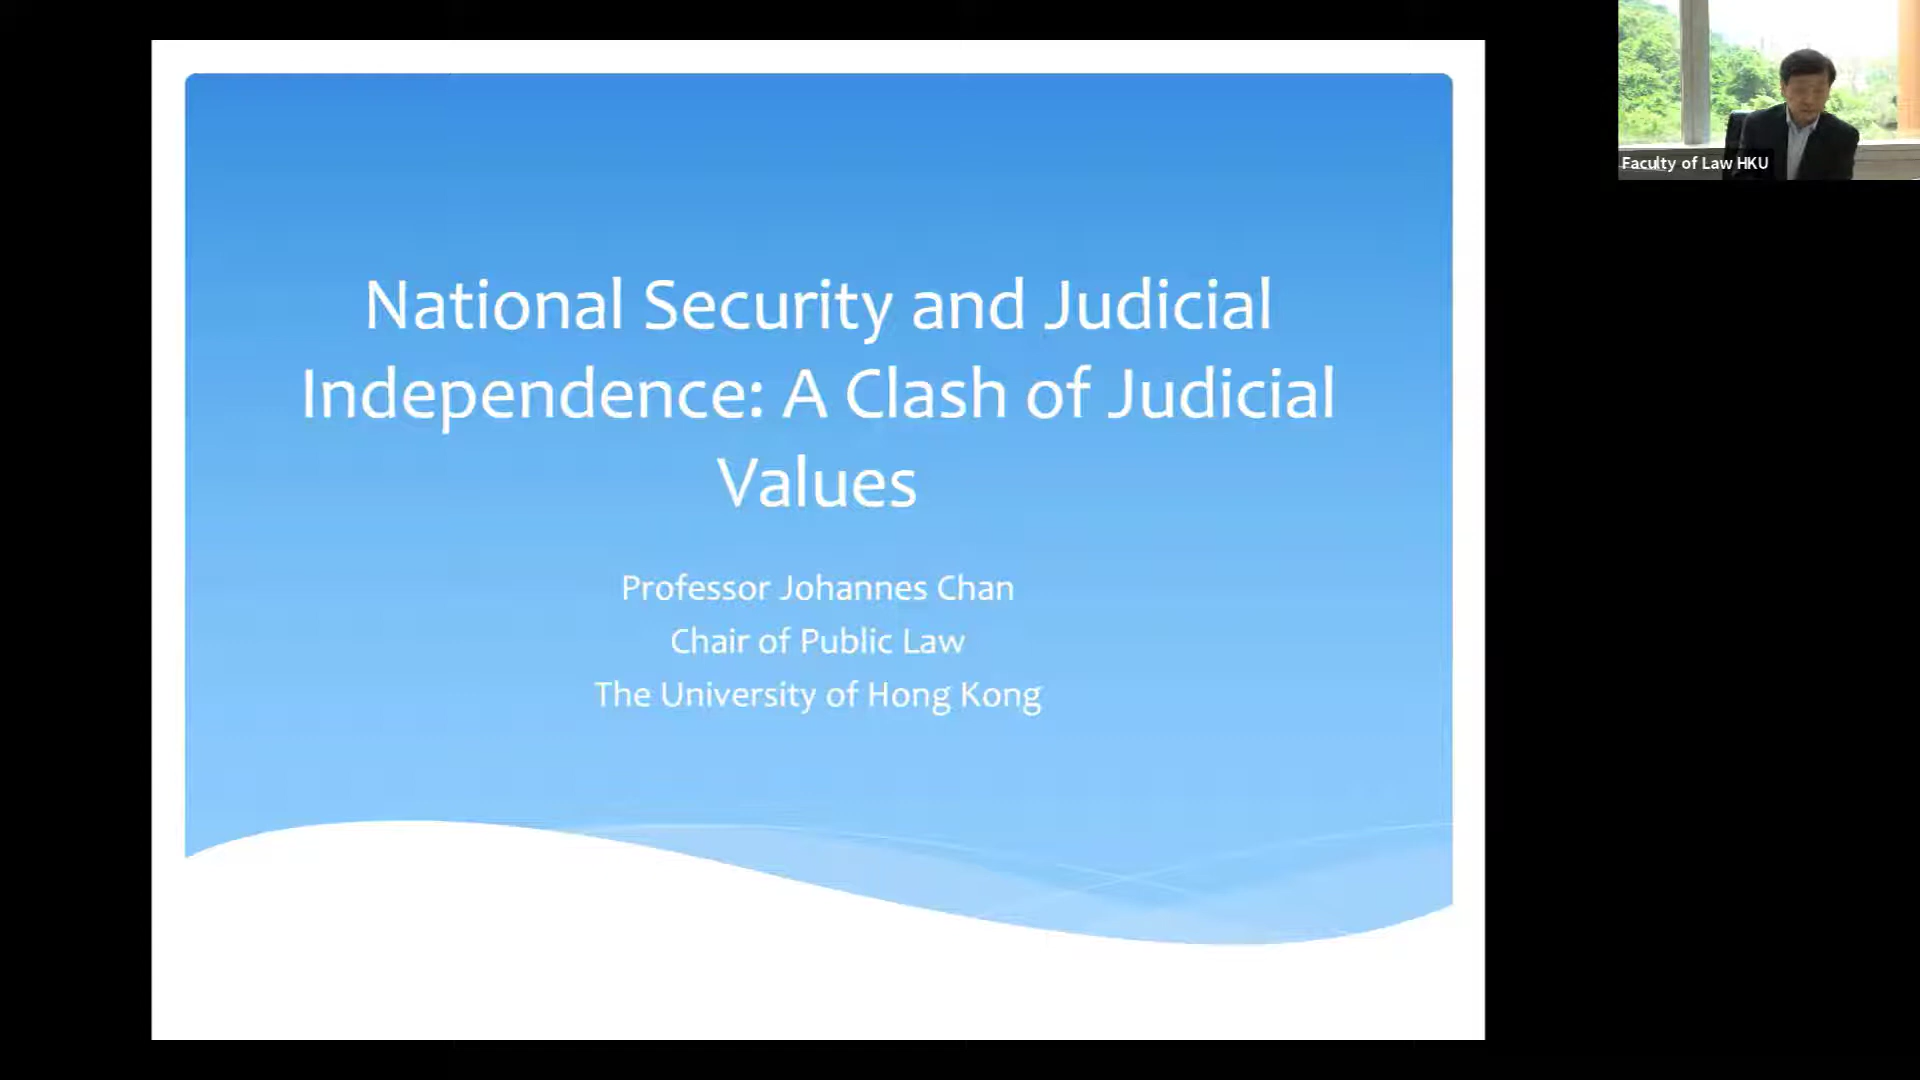 National Security and Judicial
Independence: A Clash of Judicial
Values
Professor Johannes Chan
Chair of Public Law
The University of Hong Kong
Faculty of Law HKU